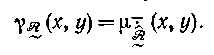 γ_ℛ̰(x, y) = μ_ℛ̰̅(x, y).